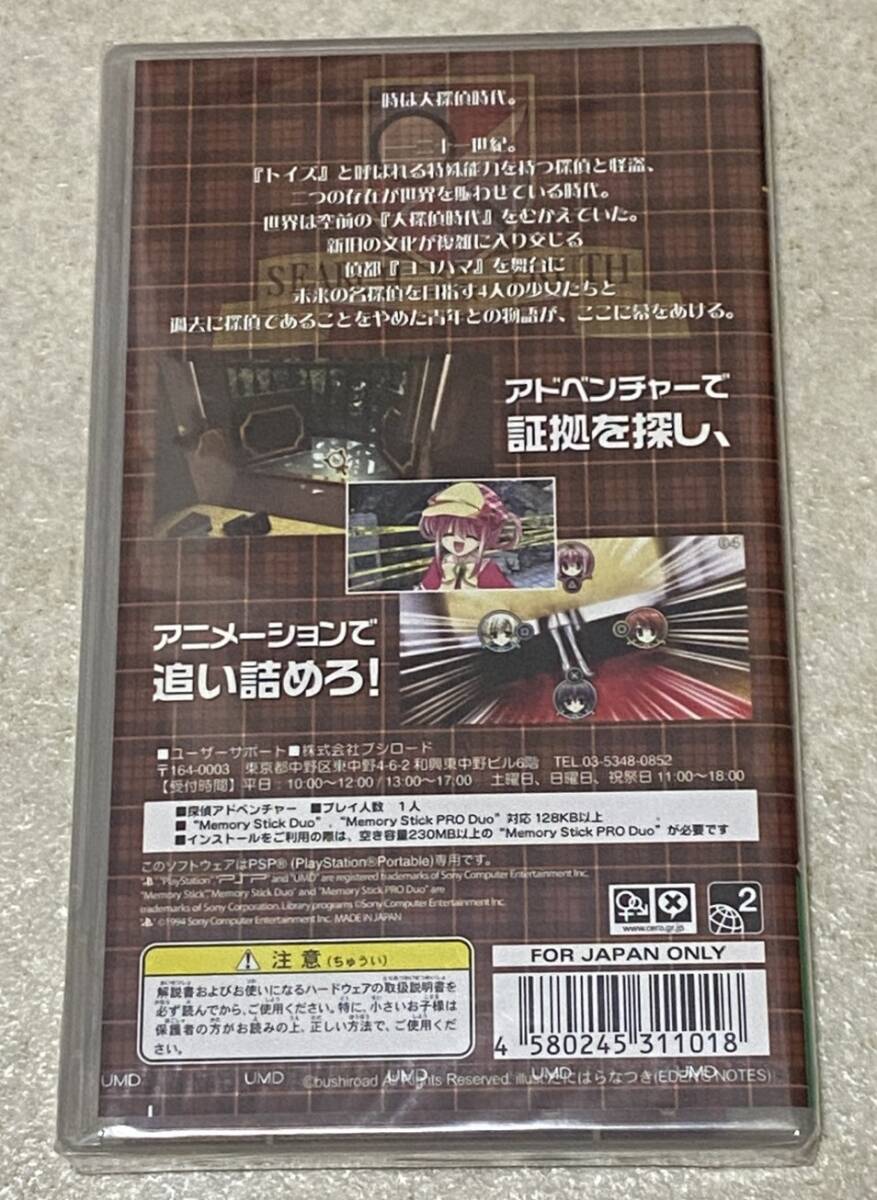 時は大探偵時代。
二十一世紀。
『トイズ』と呼ばれる特殊能力を持つ探偵と怪盗、
二つの存在が世界を賑わせている時代。
世界は空前の『大探偵時代』をむかえていた。
新旧の文化が複雑に入り交じる
偵都『ヨコハマ』を舞台に
未来の名探偵を目指す4人の少女たちと
過去に探偵であることをやめた青年との物語が、ここに幕をあける。
アドベンチャーで
証拠を探し、
04
アニメーションで
追い詰めろ!
■ユーザーサポート■株式会社ブシロード
〒164-0003 東京都中野区東中野4-6-2 和興東中野ビル6階 TEL.03-5348-0852
【受付時間】平日:10:00〜12:00/13:00〜17:00 土曜日、日曜日、祝祭日 11:00〜18:00
■探偵アドベンチャー ■プレイ人数 1人
■“Memory Stick Duo”、“Memory Stick PRO Duo” 対応 128KB以上
■インストールをご利用の際は、空き容量230MB以上の “Memory Stick PRO Duo” が必要です
このソフトウェアはPSP® (PlayStation®Portable)専用です。
"PlayStation", "PSP" and "UMD" are registered trademarks of Sony Computer Entertainment Inc.
"Memory Stick", "Memory Stick Duo" and "Memory Stick PRO Duo" are
trademarks of Sony Corporation. Library programs ©Sony Computer Entertainment Inc.
©1994 Sony Computer Entertainment Inc. MADE IN JAPAN
www.cero.gr.jp
2
注意(ちゅうい)
解説書およびお使いになるハードウェアの取扱説明書を
必ず読んでから、ご使用ください。特に、小さいお子様は
保護者の方がお読みの上、正しい方法で、ご使用くだ
さい。
FOR JAPAN ONLY
4 580245 311018
©bushiroad All Rights Reserved. illust:たにはらなつき(EDEN'S NOTES)
UMD UMD UMD UMD UMD